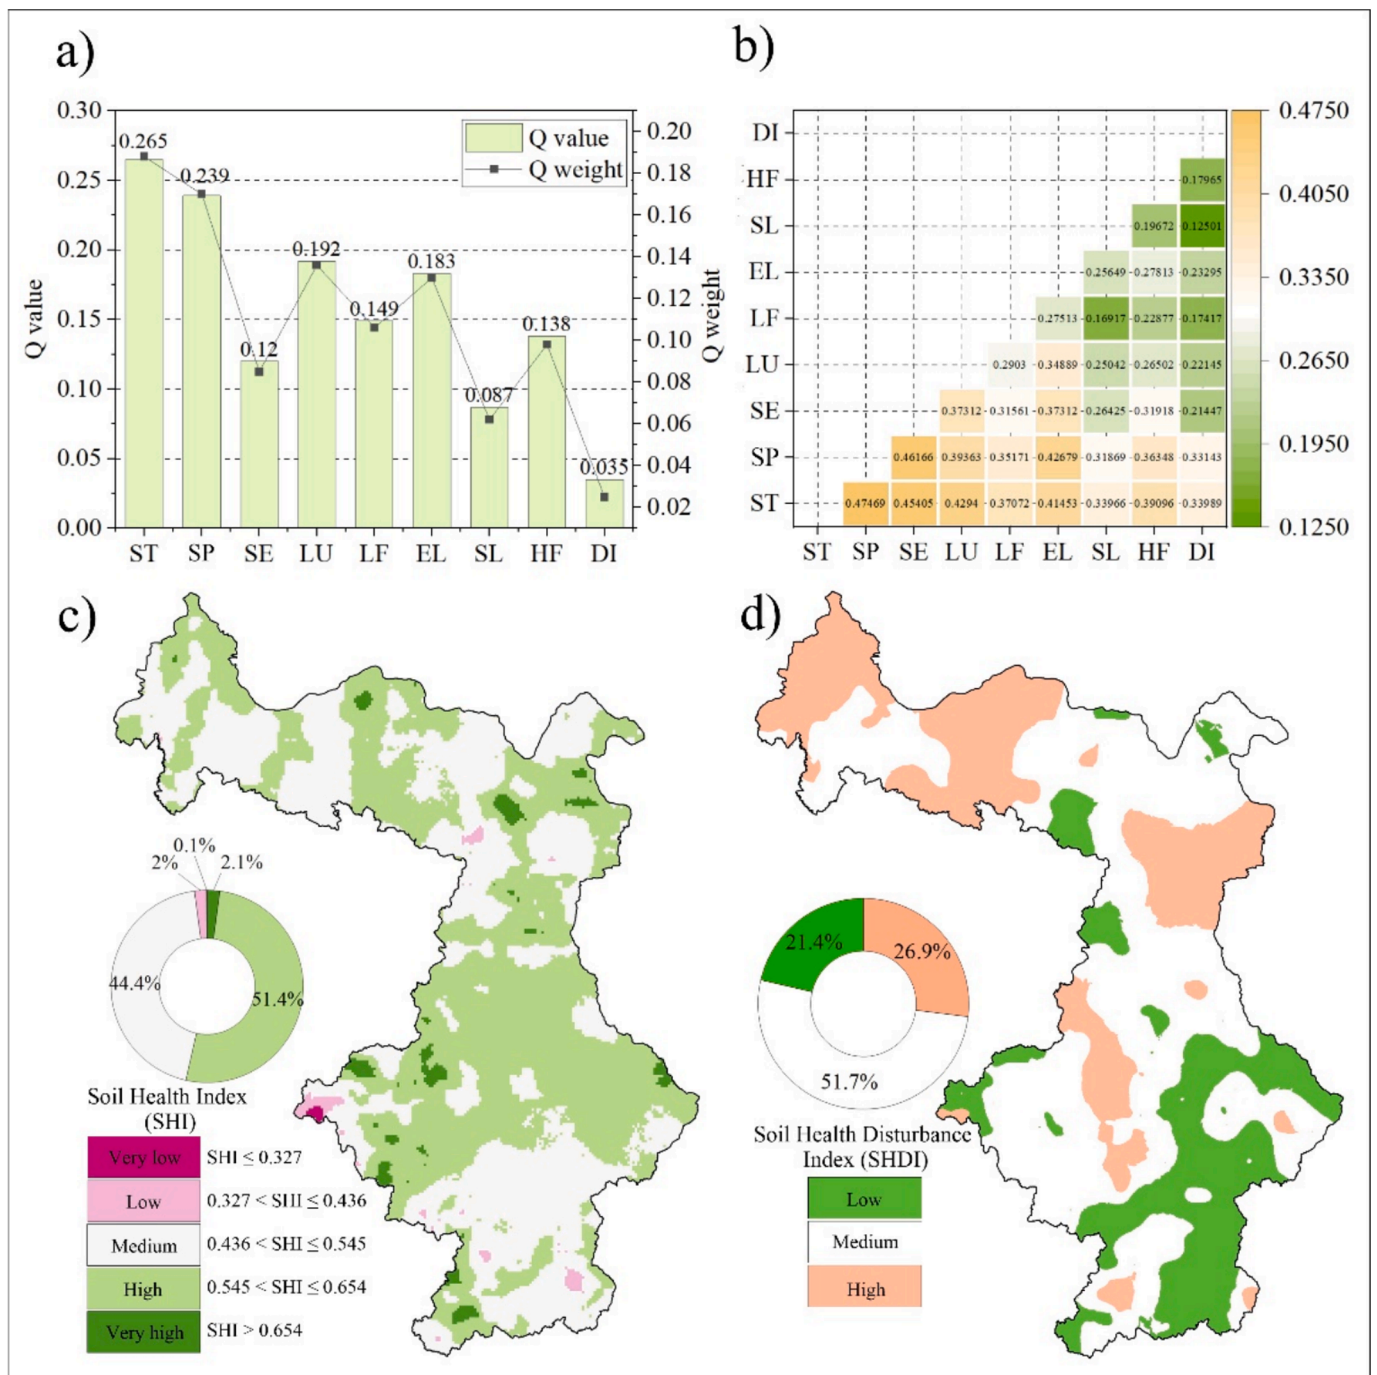 a)
0.30
0.25
0.20
0.15
0.10
0.05
0.00
Q value
0.265
0.239
0.12
0.192
0.149
0.183
0.087
0.138
0.035
Q value
Q weight
0.20
0.18
0.16
0.14
0.12
0.10
0.08
0.06
0.04
0.02
Q weight
ST SP SE LU LF EL SL HF DI
b)
DI
HF 0.17965
SL 0.19672 0.12501
EL 0.25649 0.27813 0.23295
LF 0.27513 0.16917 0.22877 0.17417
LU 0.2903 0.34889 0.25042 0.26502 0.22145
SE 0.37312 0.31561 0.37312 0.26425 0.31918 0.21447
SP 0.46166 0.39363 0.35171 0.42679 0.31869 0.36348 0.33143
ST 0.47469 0.45405 0.4294 0.37072 0.41453 0.33966 0.39096 0.33989
ST SP SE LU LF EL SL HF DI
0.4750
0.4050
0.3350
0.2650
0.1950
0.1250
c)
0.1%
2% 2.1%
44.4% 51.4%
Soil Health Index
(SHI)
Very low SHI ≤ 0.327
Low 0.327 < SHI ≤ 0.436
Medium 0.436 < SHI ≤ 0.545
High 0.545 < SHI ≤ 0.654
Very high SHI > 0.654
d)
21.4% 26.9%
51.7%
Soil Health Disturbance
Index (SHDI)
Low
Medium
High